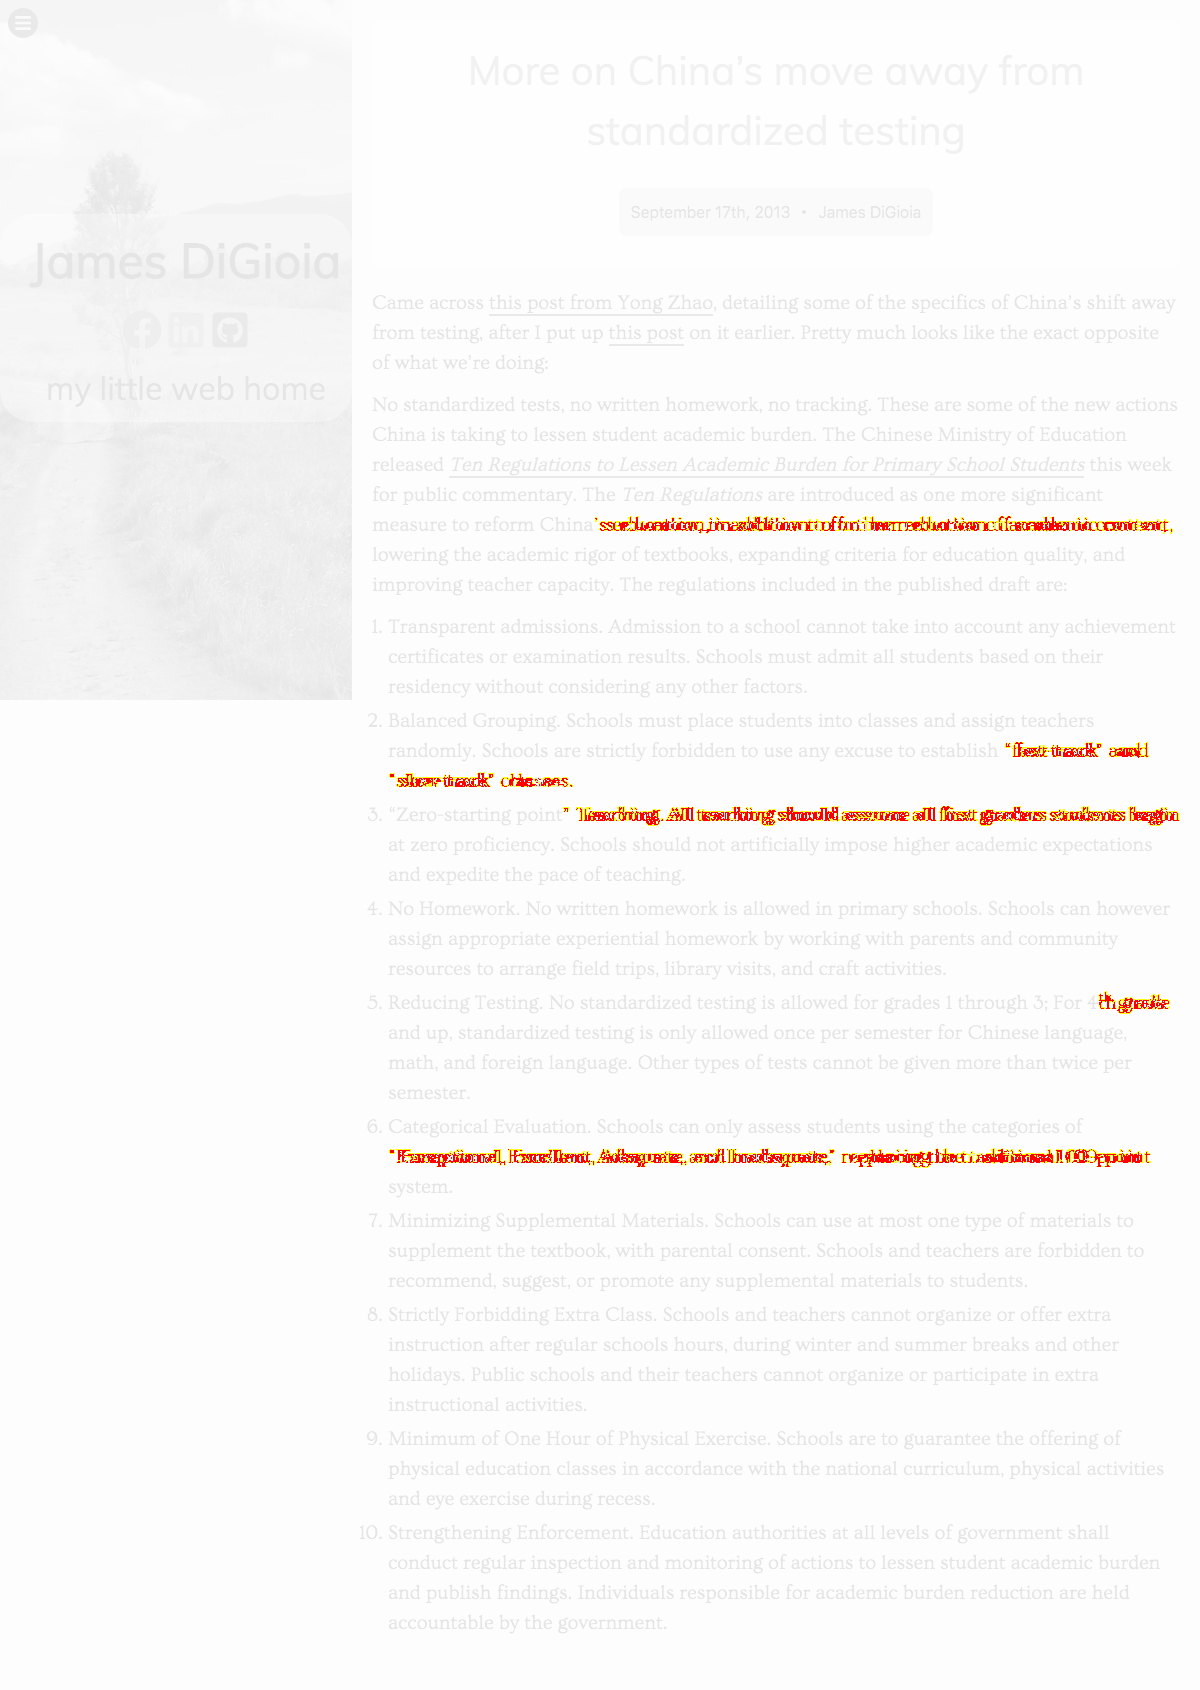 More on China's move away from
standardized testing
September 17th, 2013 • James DiGioia
James DiGioia
my little web home
Came across this post from Yong Zhao, detailing some of the specifics of China's shift away
from testing, after I put up this post on it earlier. Pretty much looks like the exact opposite
of what we're doing:
No standardized tests, no written homework, no tracking. These are some of the new actions
China is taking to lessen student academic burden. The Chinese Ministry of Education
released Ten Regulations to Lessen Academic Burden for Primary School Students this week
for public commentary. The Ten Regulations are introduced as one more significant
measure to reform China's education, in addition to further reduction of academic content,
lowering the academic rigor of textbooks, expanding criteria for education quality, and
improving teacher capacity. The regulations included in the published draft are:
1. Transparent admissions. Admission to a school cannot take into account any achievement
certificates or examination results. Schools must admit all students based on their
residency without considering any other factors.
2. Balanced Grouping. Schools must place students into classes and assign teachers
randomly. Schools are strictly forbidden to use any excuse to establish "fast-track" and
"slow-track" classes.
3. “Zero-starting point” Teaching. All teaching should assume all first graders students begin
at zero proficiency. Schools should not artificially impose higher academic expectations
and expedite the pace of teaching.
4. No Homework. No written homework is allowed in primary schools. Schools can however
assign appropriate experiential homework by working with parents and community
resources to arrange field trips, library visits, and craft activities.
5. Reducing Testing. No standardized testing is allowed for grades 1 through 3; For 4th grade
and up, standardized testing is only allowed once per semester for Chinese language,
math, and foreign language. Other types of tests cannot be given more than twice per
semester.
6. Categorical Evaluation. Schools can only assess students using the categories of
"Exceptional, Excellent, Adequate, and Inadequate," replacing the traditional 100-point
system.
7. Minimizing Supplemental Materials. Schools can use at most one type of materials to
supplement the textbook, with parental consent. Schools and teachers are forbidden to
recommend, suggest, or promote any supplemental materials to students.
8. Strictly Forbidding Extra Class. Schools and teachers cannot organize or offer extra
instruction after regular schools hours, during winter and summer breaks and other
holidays. Public schools and their teachers cannot organize or participate in extra
instructional activities.
9. Minimum of One Hour of Physical Exercise. Schools are to guarantee the offering of
physical education classes in accordance with the national curriculum, physical activities
and eye exercise during recess.
10. Strengthening Enforcement. Education authorities at all levels of government shall
conduct regular inspection and monitoring of actions to lessen student academic burden
and publish findings. Individuals responsible for academic burden reduction are held
accountable by the government.